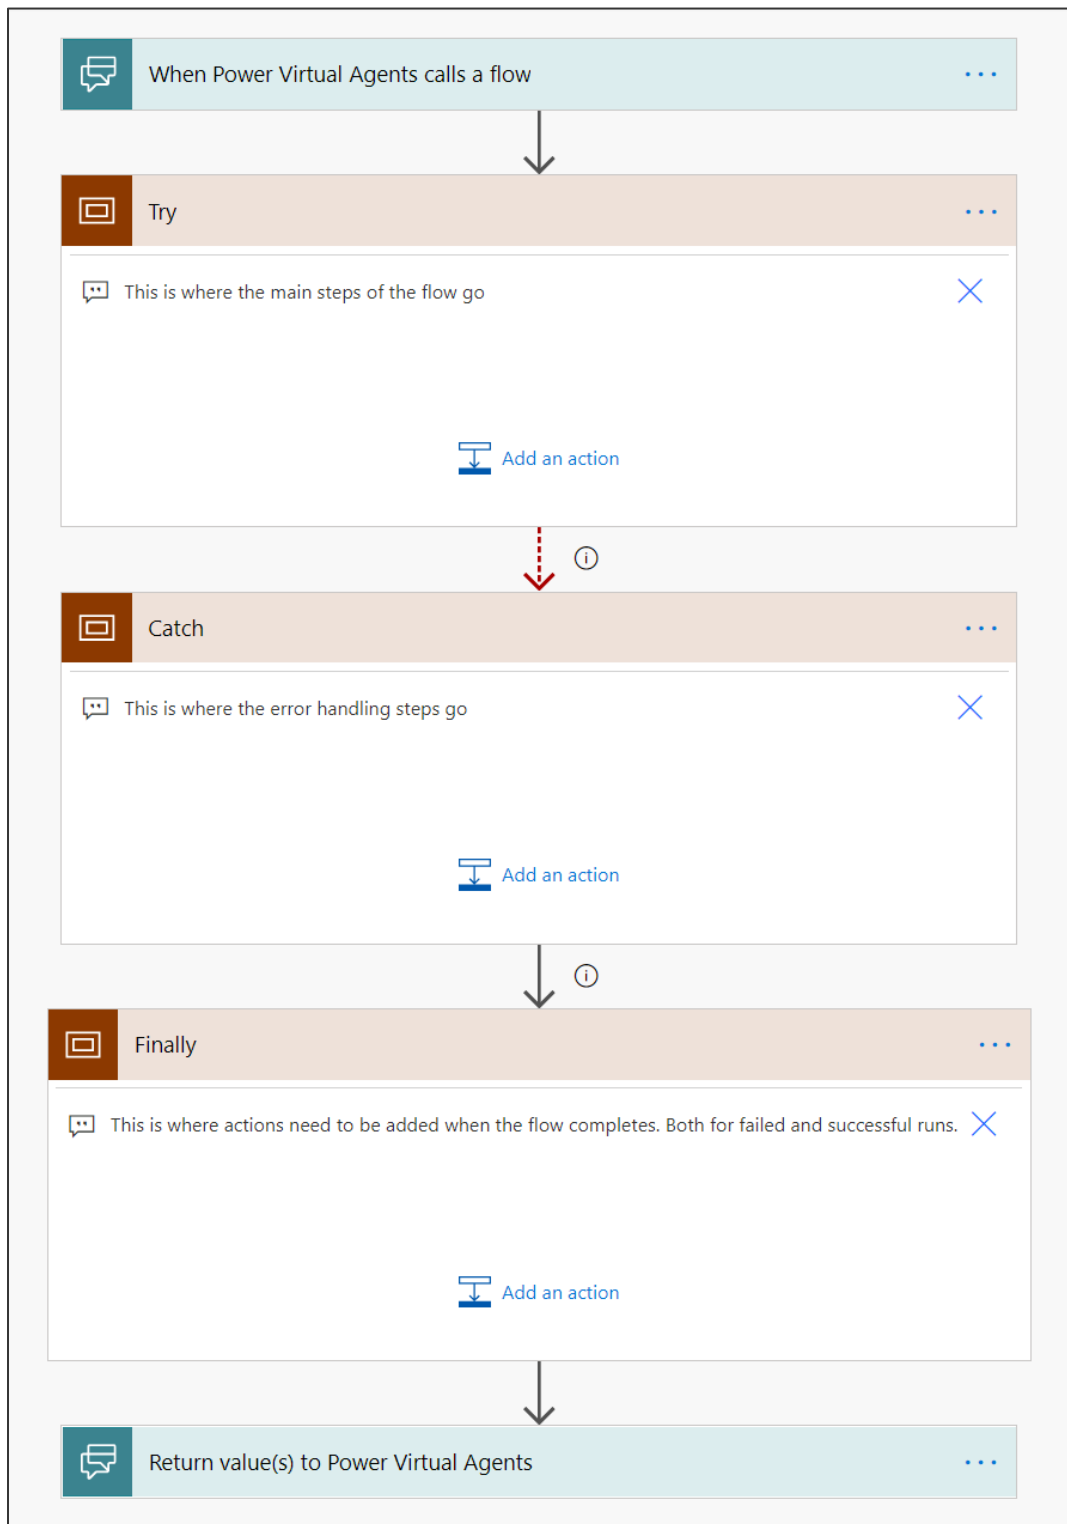 When Power Virtual Agents calls a flow
Try
This is where the main steps of the flow go
Add an action
Catch
This is where the error handling steps go
Add an action
Finally
This is where actions need to be added when the flow completes. Both for failed and successful runs.
Add an action
Return value(s) to Power Virtual Agents